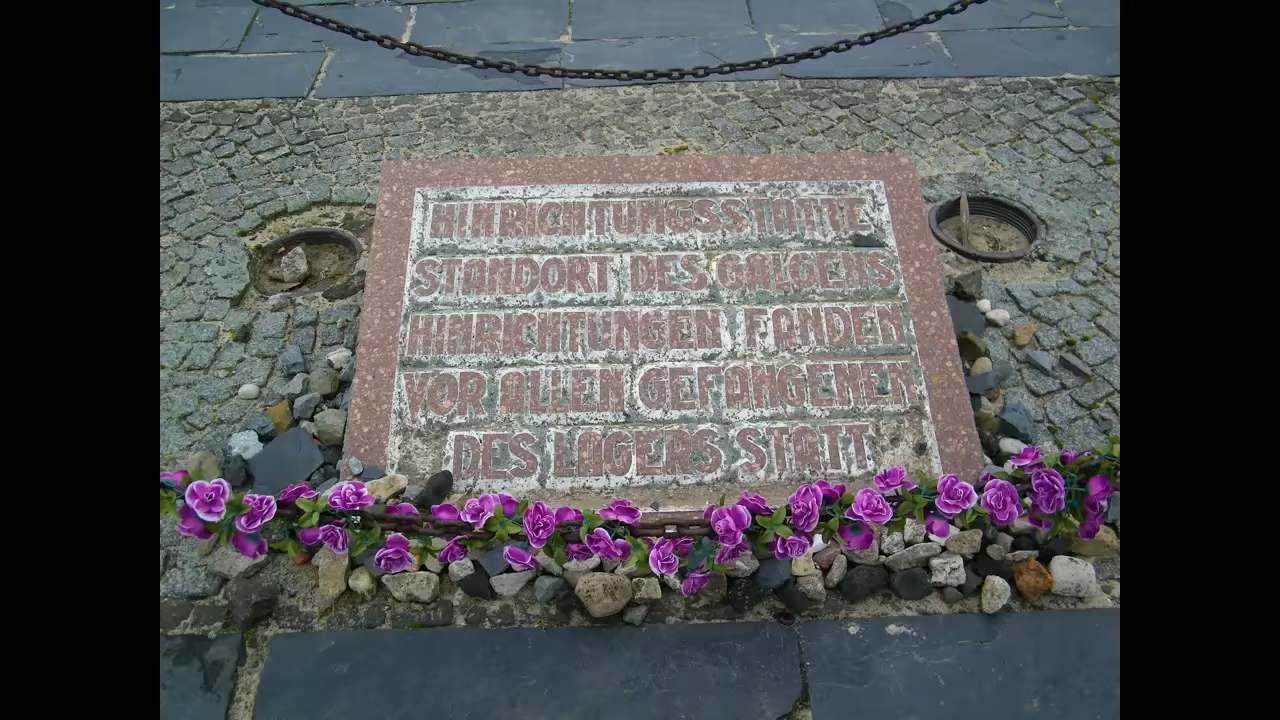 HINRICHTUNGSSTÄTTE
STANDORT DES GALGENS
HINRICHTUNGEN FANDEN
VOR ALLEN GEFANGENEN
DES LAGERS STATT